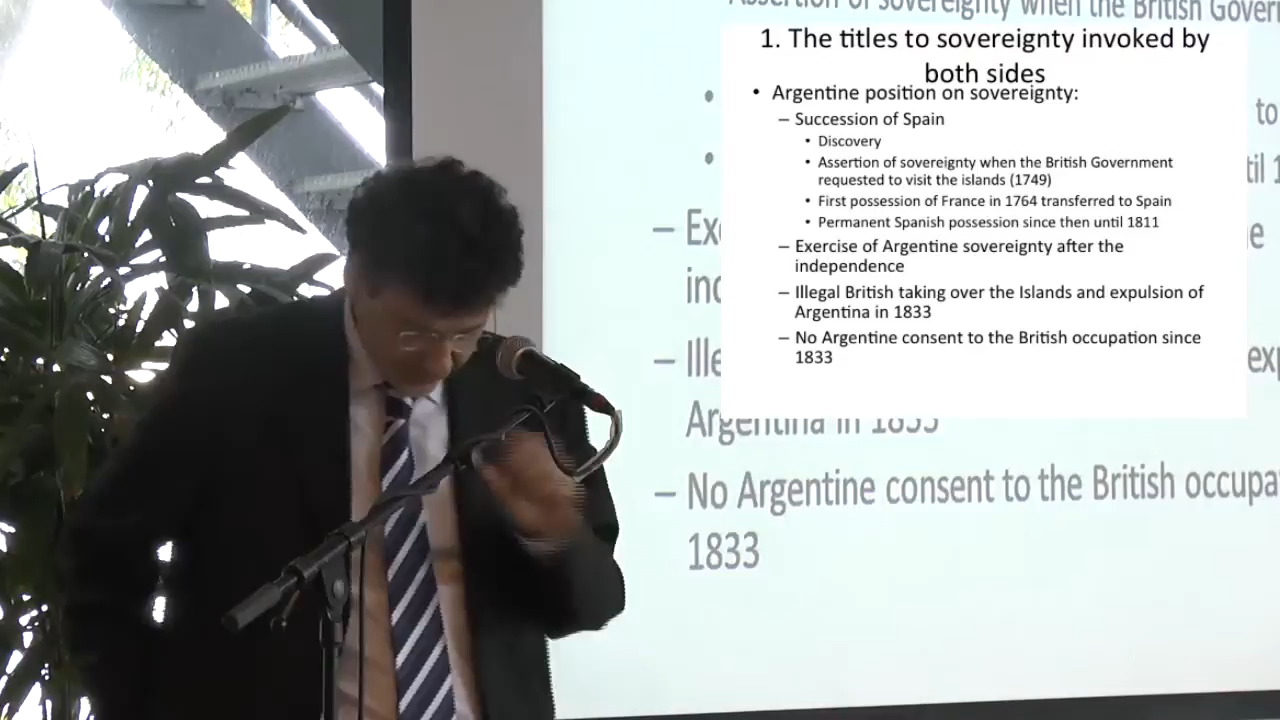 Assertion of sovereignty when the British Govern
1. The titles to sovereignty invoked by
both sides
• Argentine position on sovereignty:
– Succession of Spain
• Discovery
• Assertion of sovereignty when the British Government
requested to visit the islands (1749)
• First possession of France in 1764 transferred to Spain
• Permanent Spanish possession since then until 1811
– Exercise of Argentine sovereignty after the
independence
– Illegal British taking over the Islands and expulsion of
Argentina in 1833
– No Argentine consent to the British occupation since
1833
to
til 1
– Exe
e
– Ille
exp
Argentina in 1833
– No Argentine consent to the British occupa
1833